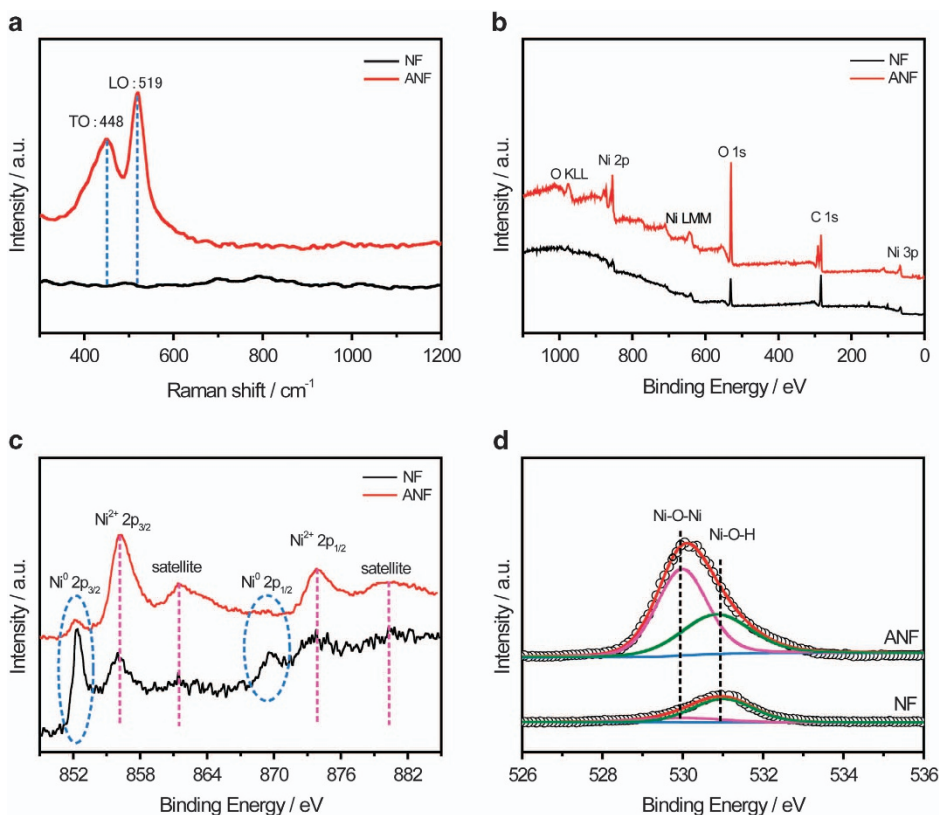 a
NF
ANF
LO : 519
TO : 448
Intensity / a.u.
400 600 800 1000 1200
Raman shift / cm⁻¹
b
NF
ANF
O 1s
Ni 2p
O KLL
Ni LMM
C 1s
Ni 3p
Intensity / a.u.
1000 800 600 400 200 0
Binding Energy / eV
c
NF
ANF
Ni²⁺ 2p₃/₂
Ni²⁺ 2p₁/₂
satellite
satellite
Ni⁰ 2p₃/₂
Ni⁰ 2p₁/₂
Intensity / a.u.
852 858 864 870 876 882
Binding Energy / eV
d
Ni-O-Ni
Ni-O-H
ANF
NF
Intensity / a.u.
526 528 530 532 534 536
Binding Energy / eV